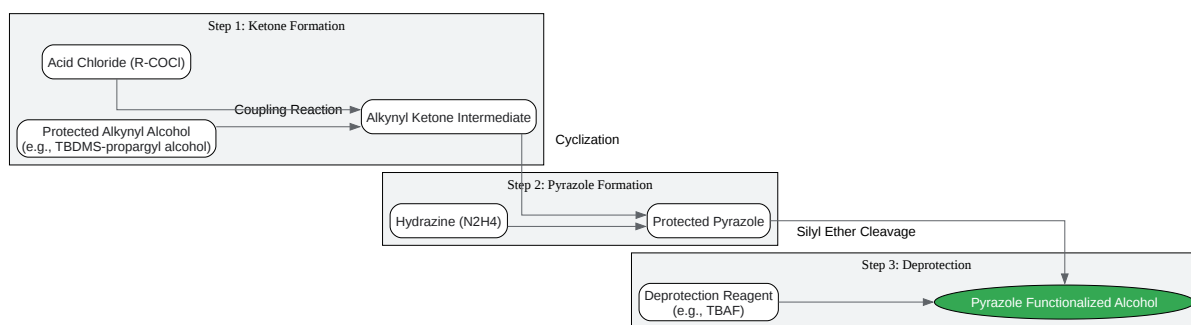 Step 1: Ketone Formation
Acid Chloride (R-COCl)
Coupling Reaction
Alkynyl Ketone Intermediate
Protected Alkynyl Alcohol
(e.g., TBDMS-propargyl alcohol)
Cyclization
Step 2: Pyrazole Formation
Hydrazine (N2H4)
Protected Pyrazole
Silyl Ether Cleavage
Step 3: Deprotection
Deprotection Reagent
(e.g., TBAF)
Pyrazole Functionalized Alcohol